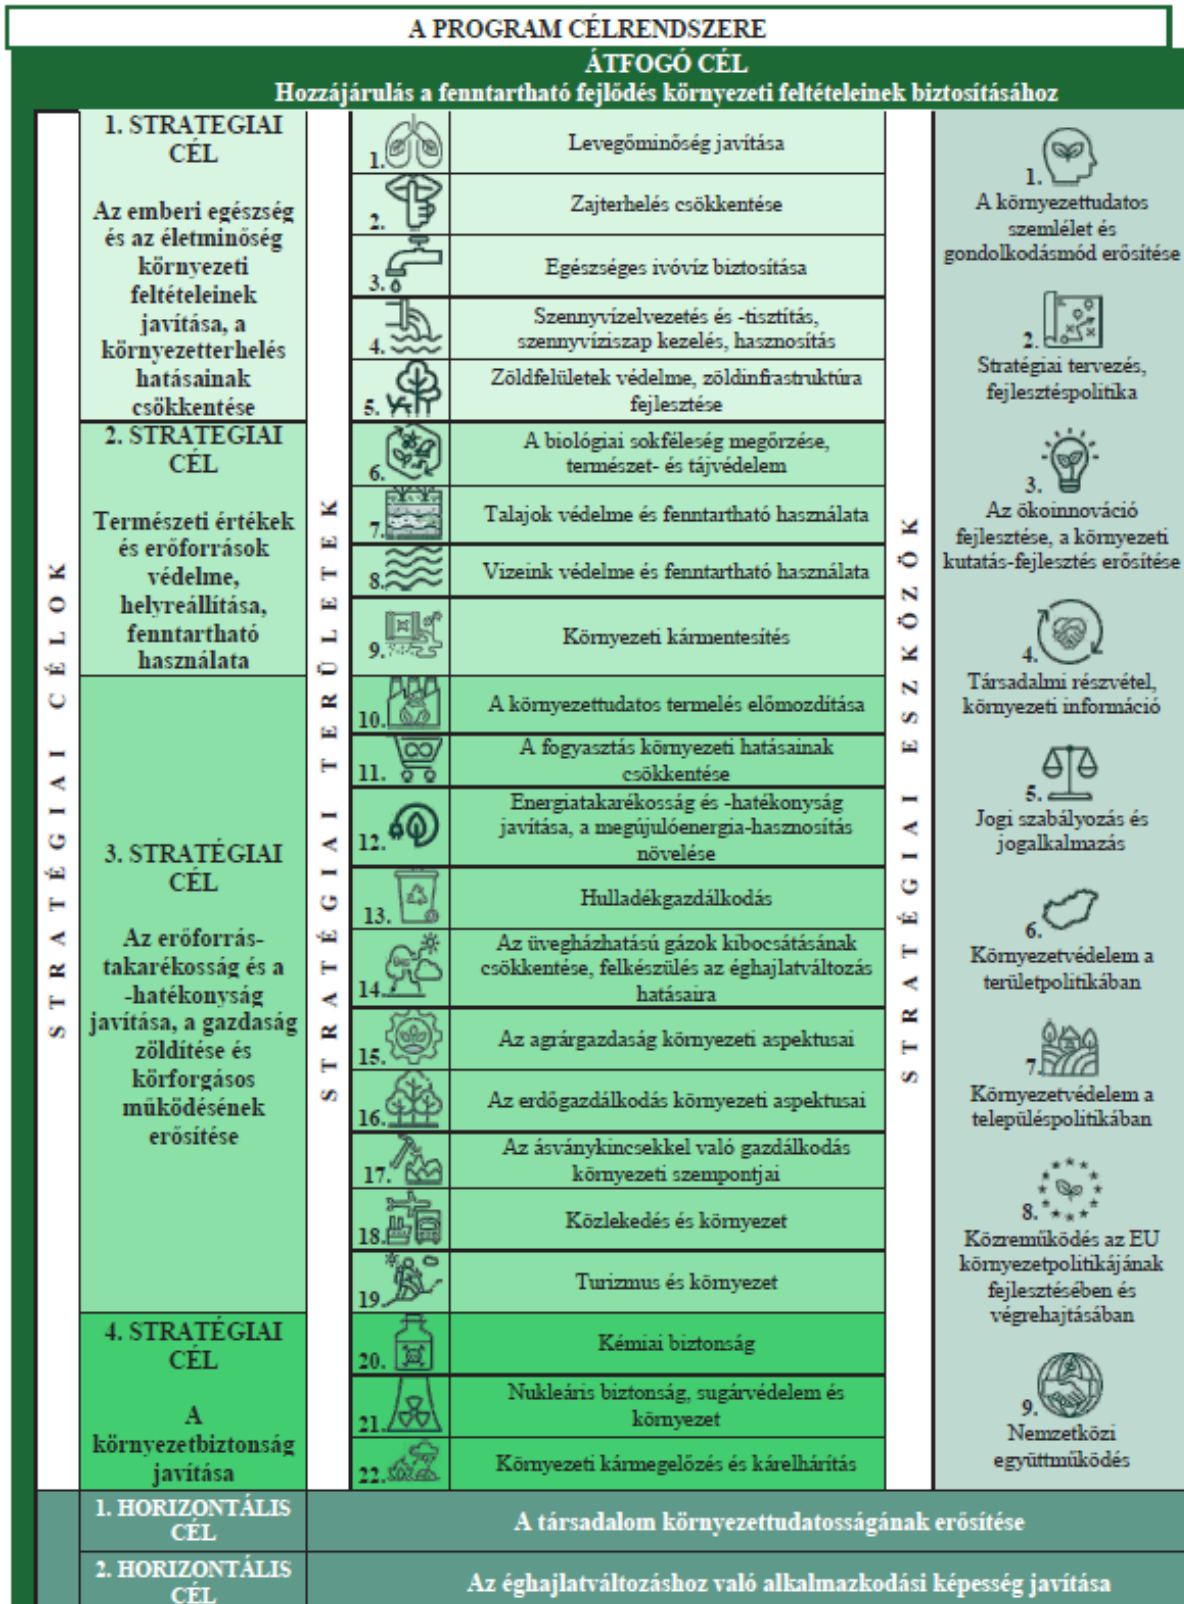 A PROGRAM CÉLRENDSZERE
ÁTFOGÓ CÉL
Hozzájárulás a fenntartható fejlődés környezeti feltételeinek biztosításához
STRATÉGIAI CÉLOK
1. STRATEGIAI
CÉL
Az emberi egészség
és az életminőség
környezeti
feltételeinek
javítása, a
környezetterhelés
hatásainak
csökkentése
2. STRATÉGIAI
CÉL
Természeti értékek
és erőforrások
védelme,
helyreállítása,
fenntartható
használata
3. STRATÉGIAI
CÉL
Az erőforrás-
takarékosság és a
-hatékonyság
javítása, a gazdaság
zöldítése és
körforgásos
működésének
erősítése
4. STRATÉGIAI
CÉL
A
környezetbiztonság
javítása
STRATÉGIAI TERÜLETEK
1. Levegőminőség javítása
2. Zajterhelés csökkentése
3. Egészséges ivóvíz biztosítása
4. Szennyvízelvezetés és -tisztítás,
szennyvíziszap kezelés, hasznosítás
5. Zöldfelületek védelme, zöldinfrastruktúra
fejlesztése
6. A biológiai sokféleség megőrzése,
természet- és tájvédelem
7. Talajok védelme és fenntartható használata
8. Vizeink védelme és fenntartható használata
9. Környezeti kármentesítés
10. A környezettudatos termelés előmozdítása
11. A fogyasztás környezeti hatásainak
csökkentése
12. Energiatakarékosság és -hatékonyság
javítása, a megújulóenergia-hasznosítás
növelése
13. Hulladékgazdálkodás
14. Az üvegházhatású gázok kibocsátásának
csökkentése, felkészülés az éghajlatváltozás
hatásaira
15. Az agrárgazdaság környezeti aspektusai
16. Az erdőgazdálkodás környezeti aspektusai
17. Az ásványkincsekkel való gazdálkodás
környezeti szempontjai
18. Közlekedés és környezet
19. Turizmus és környezet
20. Kémiai biztonság
21. Nukleáris biztonság, sugárvédelem és
környezet
22. Környezeti kármegelőzés és kárelhárítás
STRATÉGIAI ESZKÖZÖK
1.
A környezettudatos
szemlélet és
gondolkodásmód erősítése
2.
Stratégiai tervezés,
fejlesztéspolitika
3.
Az ökoinnováció
fejlesztése, a környezeti
kutatás-fejlesztés erősítése
4.
Társadalmi részvétel,
környezeti információ
5.
Jogi szabályozás és
jogalkalmazás
6.
Környezetvédelem a
területpolitikában
7.
Környezetvédelem a
településpolitikában
8.
Közreműködés az EU
környezetpolitikájának
fejlesztésében és
végrehajtásában
9.
Nemzetközi
együttműködés
1. HORIZONTÁLIS
CÉL
A társadalom környezettudatosságának erősítése
2. HORIZONTÁLIS
CÉL
Az éghajlatváltozáshoz való alkalmazkodási képesség javítása